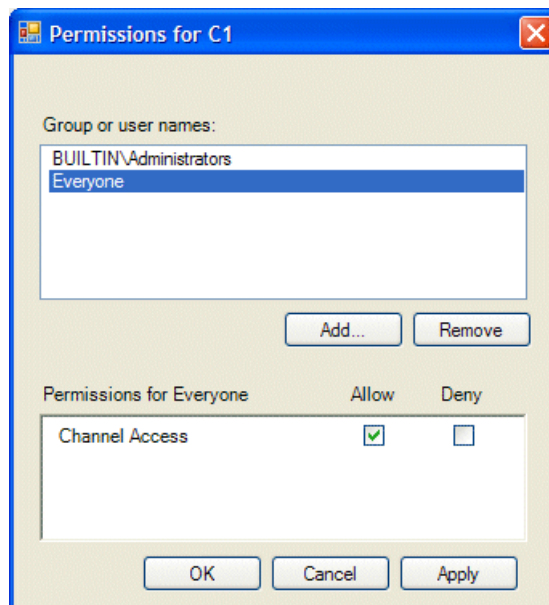 Permissions for C1
Group or user names:
BUILTIN\Administrators
Everyone
Add... Remove
Permissions for Everyone Allow Deny
Channel Access
OK Cancel Apply